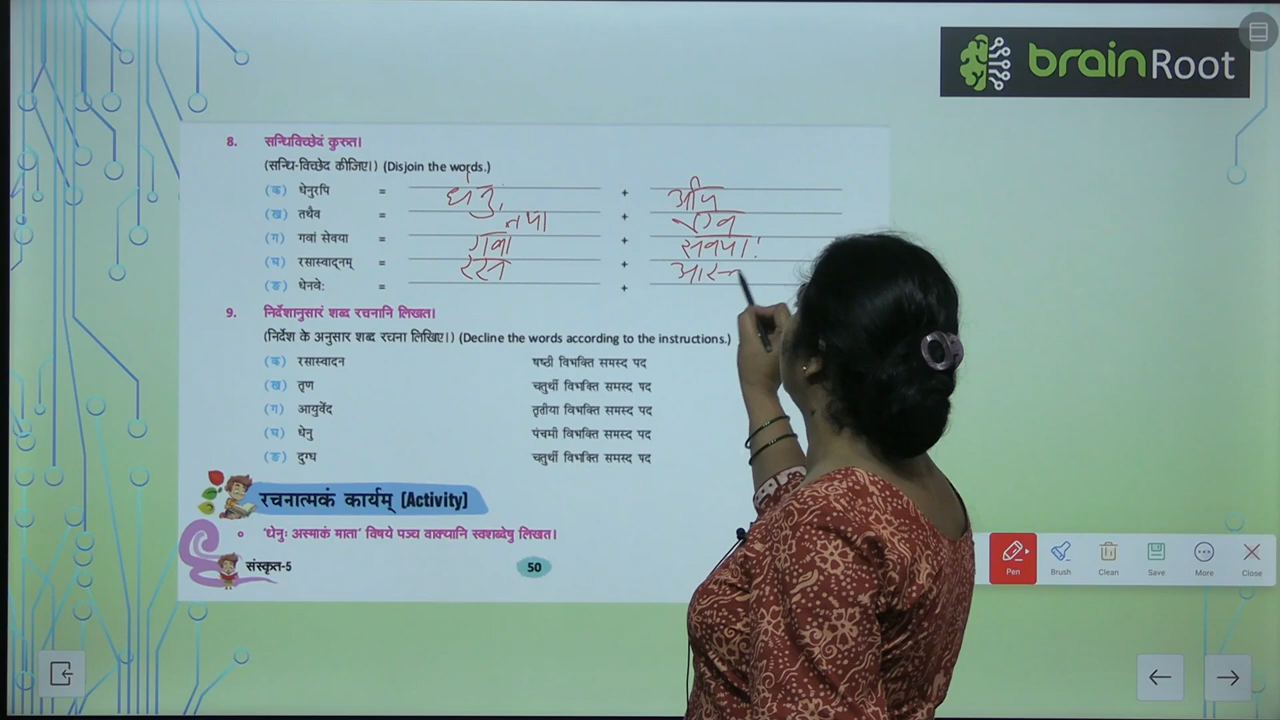 brainRoot
8. सन्धिविच्छेदं कुरुत।
(सन्धि-विच्छेद कीजिए।) (Disjoin the words.)
(क) धेनुरपि = धेनु: + अपि
(ख) तथैव = तथा + एव
(ग) गवां सेवया = गवां + सेवया:
(घ) रसास्वाद्नम् = रस +
(ङ) धेनवे: = +
9. निर्देशानुसारं शब्द रचनानि लिखत।
(निर्देश के अनुसार शब्द रचना लिखिए।) (Decline the words according to the instructions.)
(क) रसास्वादन षष्ठी विभक्ति समस्द पद
(ख) तृण चतुर्थी विभक्ति समस्द पद
(ग) आयुर्वेद तृतीया विभक्ति समस्द पद
(घ) धेनु पंचमी विभक्ति समस्द पद
(ङ) दुग्ध चतुर्थी विभक्ति समस्द पद
रचनात्मकं कार्यम् (Activity)
'धेनुः अस्माकं माता' विषये पञ्च वाक्यानि स्वशब्देषु लिखत।
संस्कृत-5
50
Pen Brush Clean Save More Close